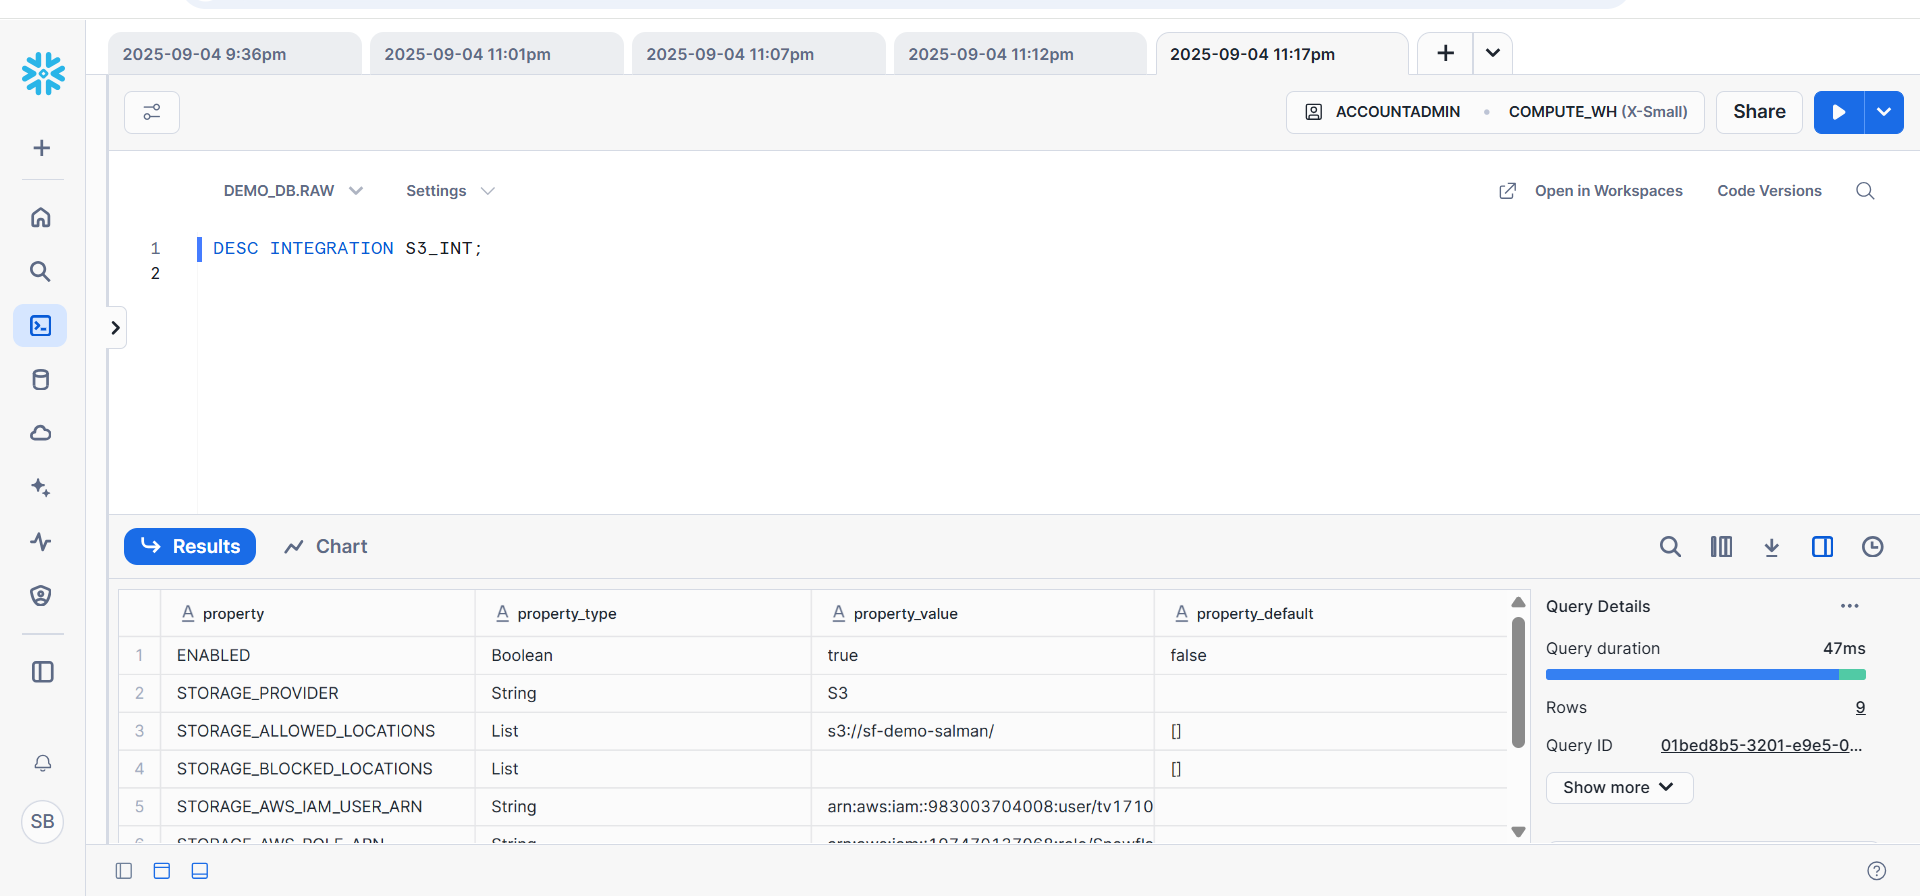 2025-09-04 9:36pm
2025-09-04 11:01pm
2025-09-04 11:07pm
2025-09-04 11:12pm
2025-09-04 11:17pm
ACCOUNTADMIN
COMPUTE_WH (X-Small)
Share
DEMO_DB.RAW
Settings
Open in Workspaces
Code Versions
1 DESC INTEGRATION S3_INT;
2
Results
Chart
A property A property_type A property_value A property_default
1 ENABLED Boolean true false
2 STORAGE_PROVIDER String S3
3 STORAGE_ALLOWED_LOCATIONS List s3://sf-demo-salman/ []
4 STORAGE_BLOCKED_LOCATIONS List []
5 STORAGE_AWS_IAM_USER_ARN String arn:aws:iam::983003704008:user/tv1710
Query Details
Query duration 47ms
Rows 9
Query ID 01bed8b5-3201-e9e5-0...
Show more
SB